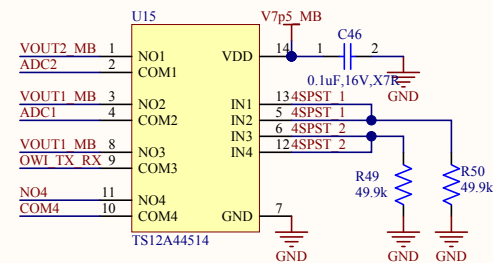 U15
V7p5_MB
VOUT2_MB 1 NO1 VDD 14 1 C46 2
ADC2 2 COM1
0.1uF,16V,X7R
GND
VOUT1_MB 3 NO2 IN1 13 4SPST_1
ADC1 4 COM2 IN2 5 4SPST_1
IN3 6 4SPST_2
VOUT1_MB 8 NO3 IN4 12 4SPST_2
OWI_TX_RX 9 COM3
R49 49.9k
R50 49.9k
NO4 11 NO4
COM4 10 COM4 GND 7
TS12A44514
GND GND GND